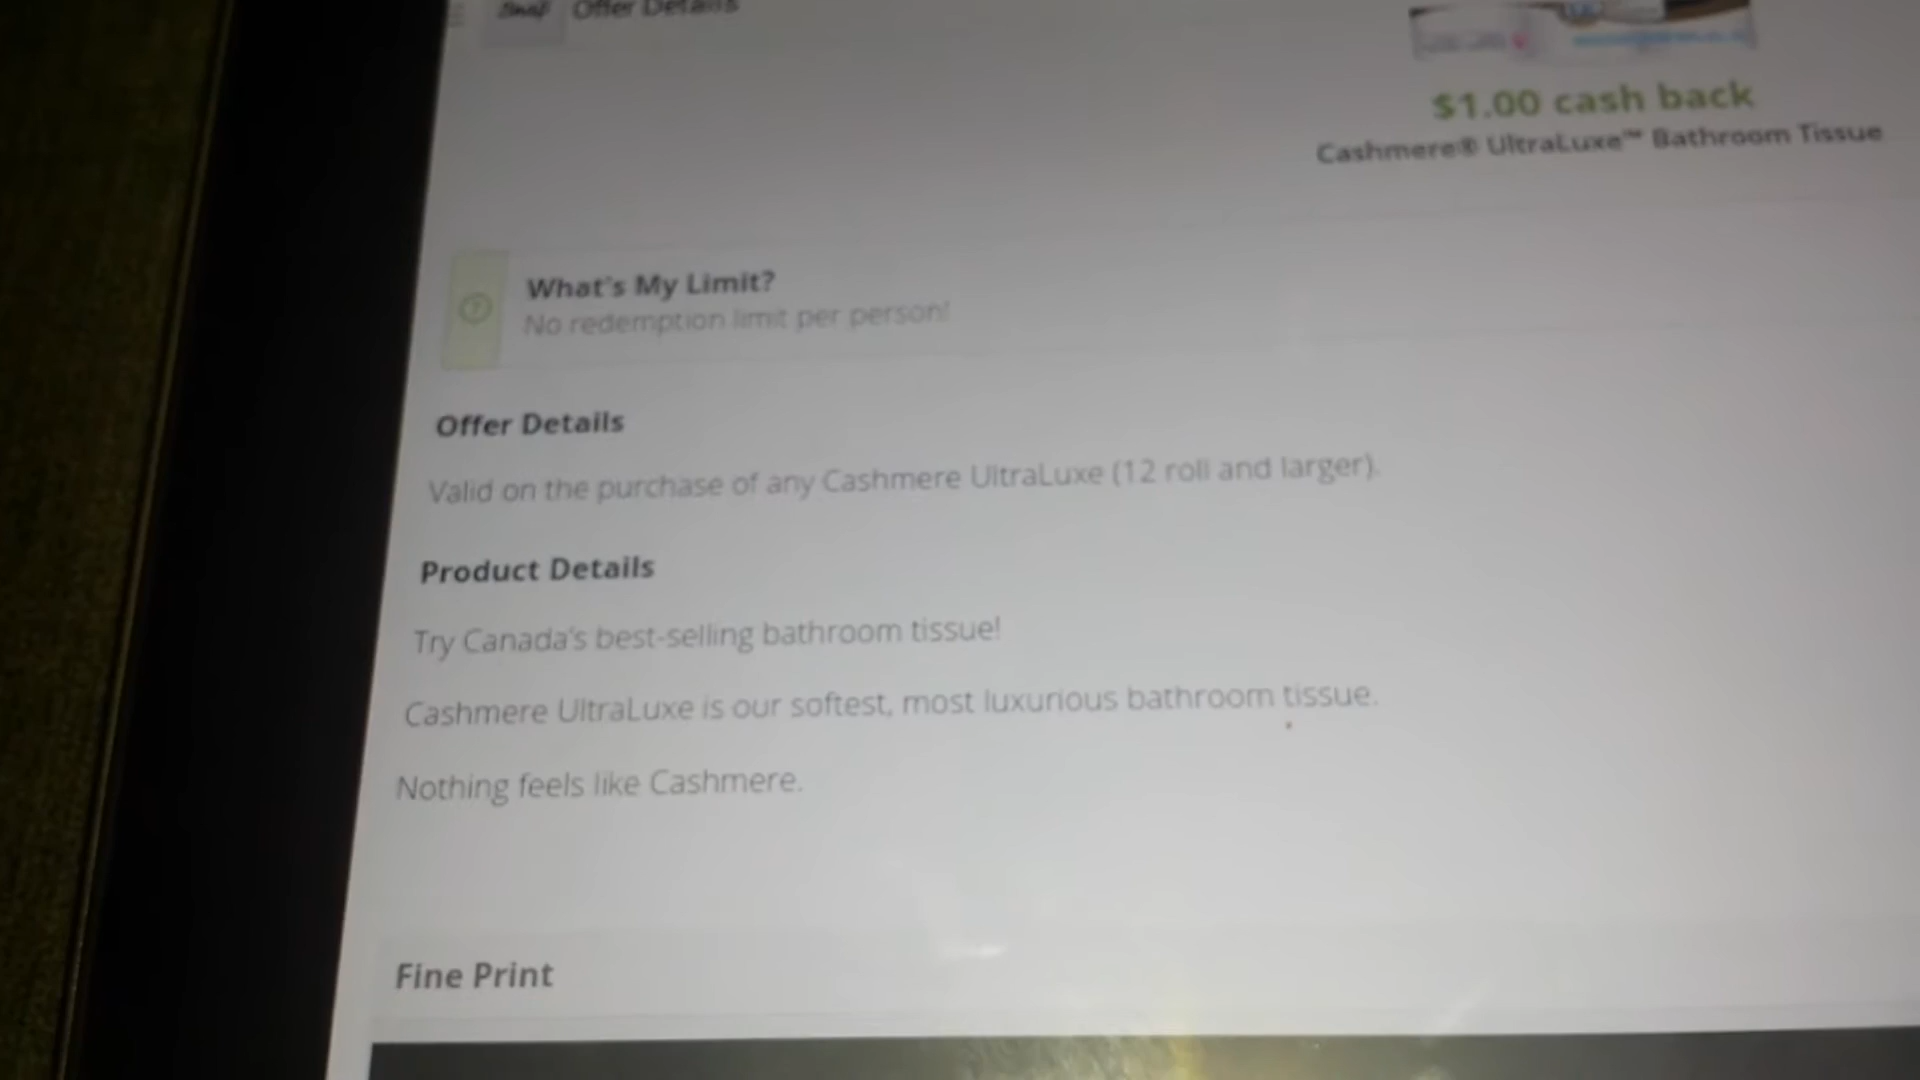 Snap Offer Details
$1.00 cash back
Cashmere® UltraLuxe™ Bathroom Tissue
What's My Limit?
No redemption limit per person!
Offer Details
Valid on the purchase of any Cashmere UltraLuxe (12 roll and larger).
Product Details
Try Canada's best-selling bathroom tissue!
Cashmere UltraLuxe is our softest, most luxurious bathroom tissue.
Nothing feels like Cashmere.
Fine Print